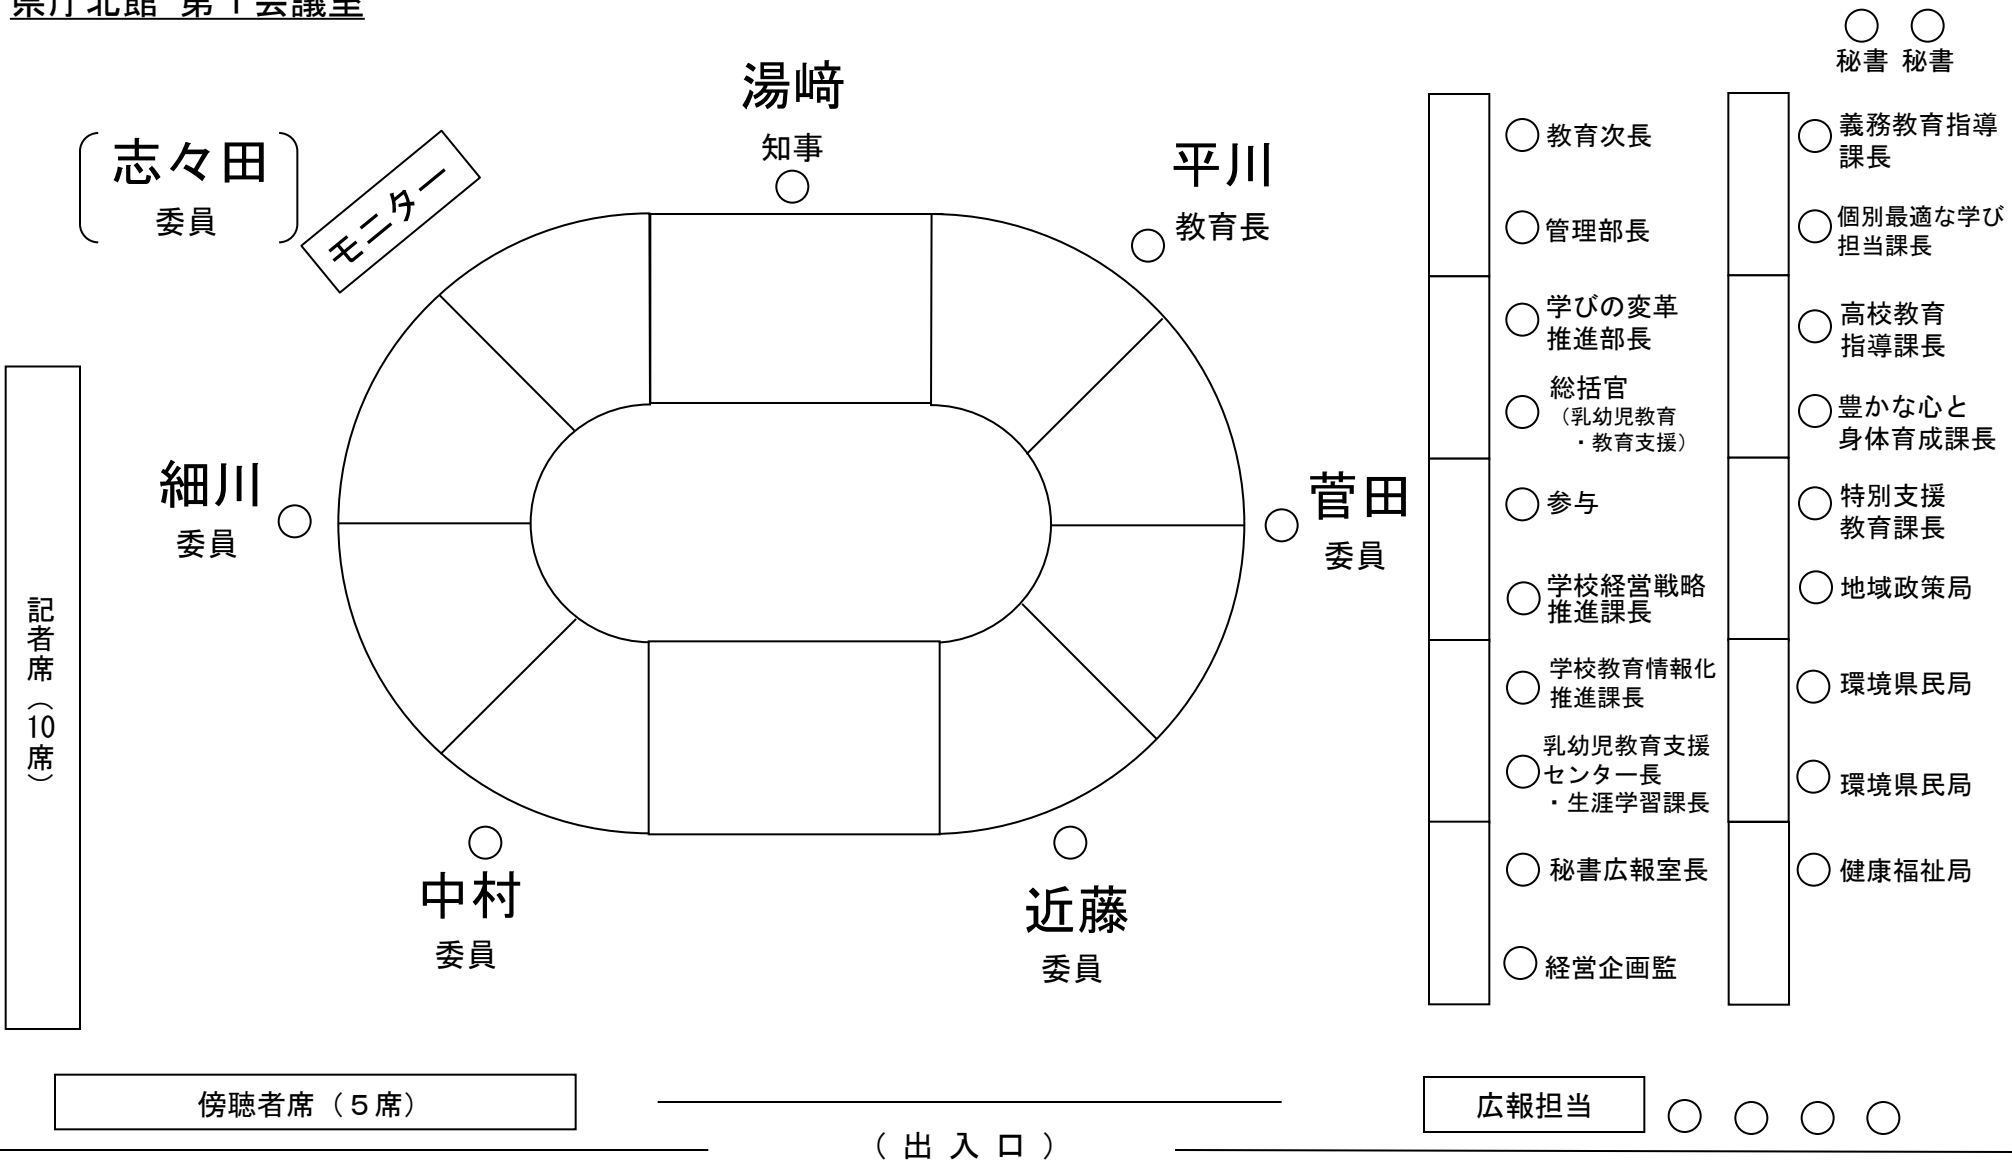 県庁北館 第１会議室
秘書 秘書
湯﨑
知事
志々田
委員
モニター
平川
教育長
細川
委員
菅田
委員
中村
委員
近藤
委員
記者席（10席）
教育次長
管理部長
学びの変革
推進部長
総括官
（乳幼児教育
・教育支援）
参与
学校経営戦略
推進課長
学校教育情報化
推進課長
乳幼児教育支援
センター長
・生涯学習課長
秘書広報室長
経営企画監
義務教育指導
課長
個別最適な学び
担当課長
高校教育
指導課長
豊かな心と
身体育成課長
特別支援
教育課長
地域政策局
環境県民局
環境県民局
健康福祉局
傍聴者席（５席）
広報担当
（ 出 入 口 ）